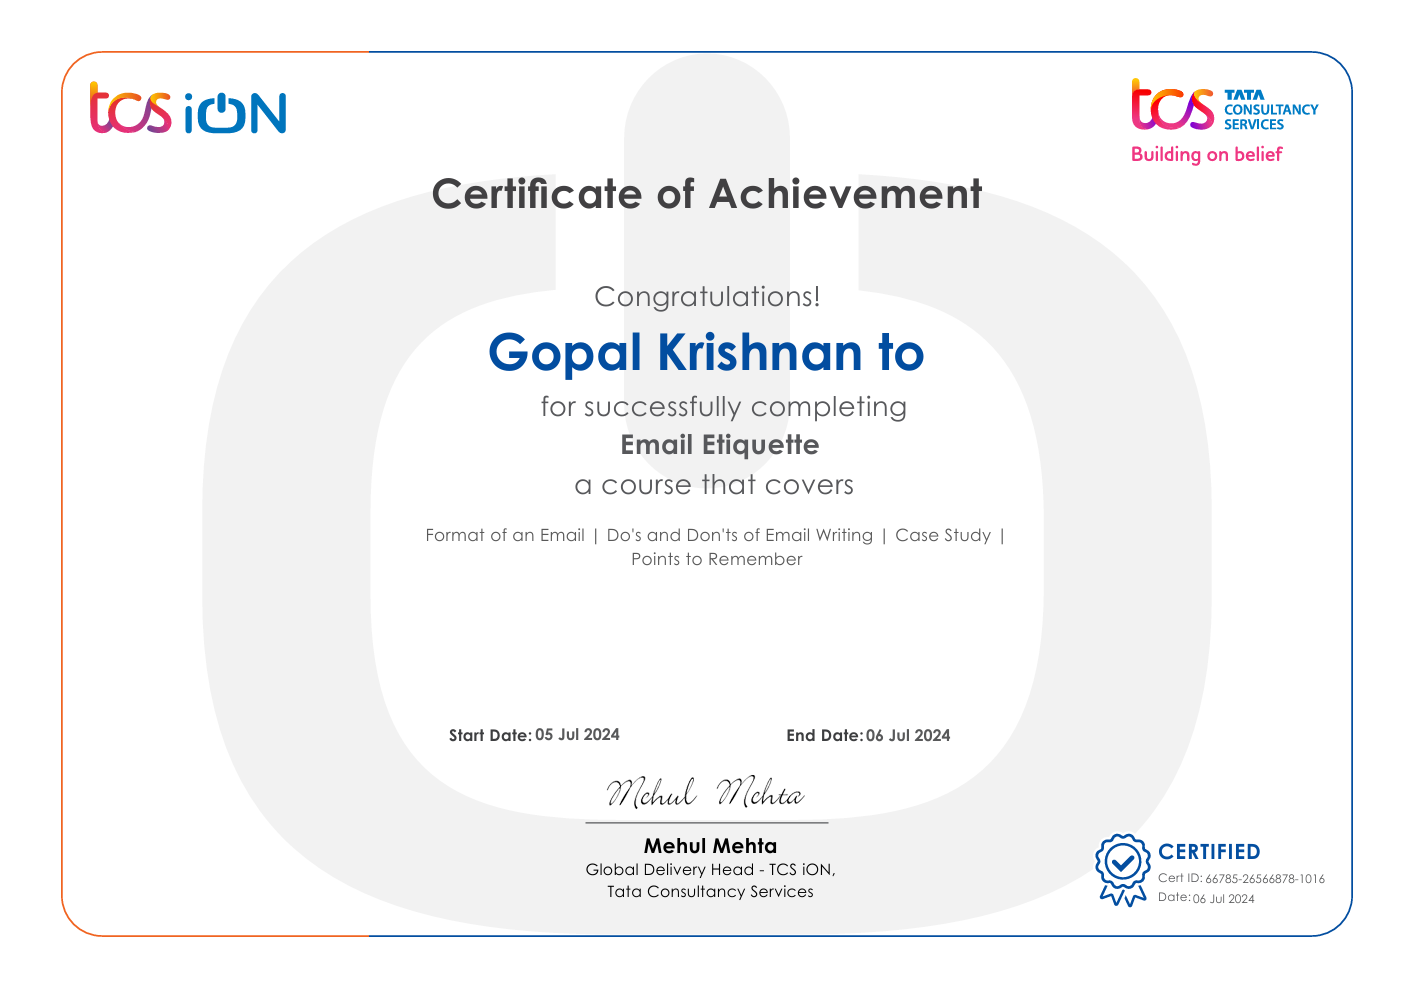 tcs iON
tcs TATA
CONSULTANCY
SERVICES
Building on belief
Certificate of Achievement
Congratulations!
Gopal Krishnan to
for successfully completing
Email Etiquette
a course that covers
Format of an Email | Do's and Don'ts of Email Writing | Case Study |
Points to Remember
Start Date: 05 Jul 2024 End Date: 06 Jul 2024
Mehul Mehta
Mehul Mehta
Global Delivery Head - TCS iON,
Tata Consultancy Services
CERTIFIED
Cert ID: 66785-26566878-1016
Date: 06 Jul 2024